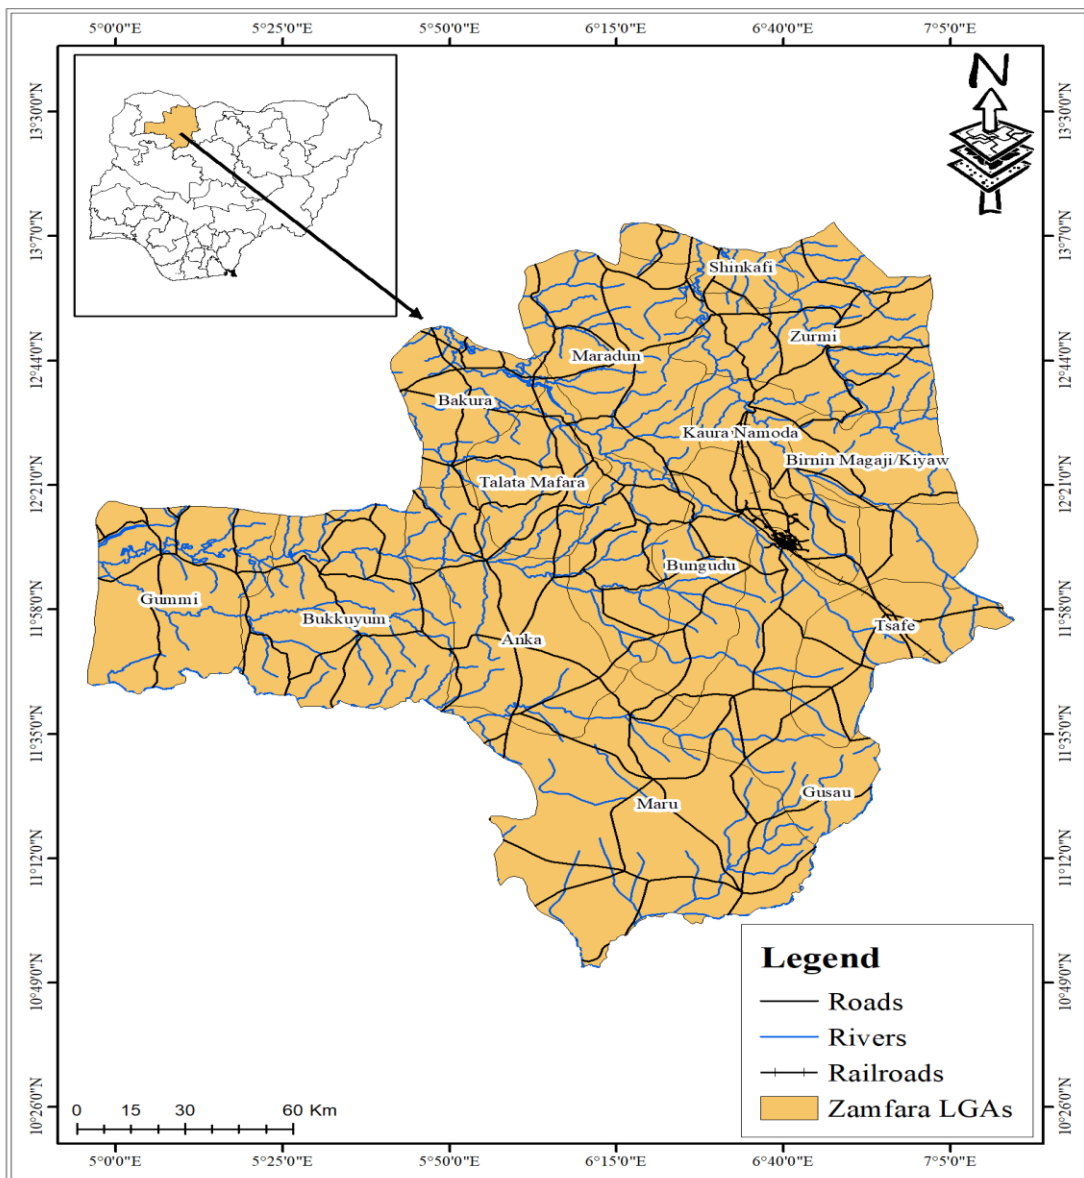 5°0'0"E 5°25'0"E 5°50'0"E 6°15'0"E 6°40'0"E 7°5'0"E
N
13°30'0"N 13°30'0"N
13°7'0"N 13°7'0"N
Shinkafi
Zurmi
12°44'0"N 12°44'0"N
Maradun
Bakura
Kaura Namoda
Birnin Magaji/Kiyaw
12°21'0"N 12°21'0"N
Talata Mafara
Bungudu
11°58'0"N 11°58'0"N
Gummi
Bukkuyum
Tsafe
Anka
11°35'0"N 11°35'0"N
Gusau
Maru
11°12'0"N 11°12'0"N
Legend
10°49'0"N 10°49'0"N
Roads
Rivers
Railroads
Zamfara LGAs
10°26'0"N 10°26'0"N
0 15 30 60 Km
5°0'0"E 5°25'0"E 5°50'0"E 6°15'0"E 6°40'0"E 7°5'0"E